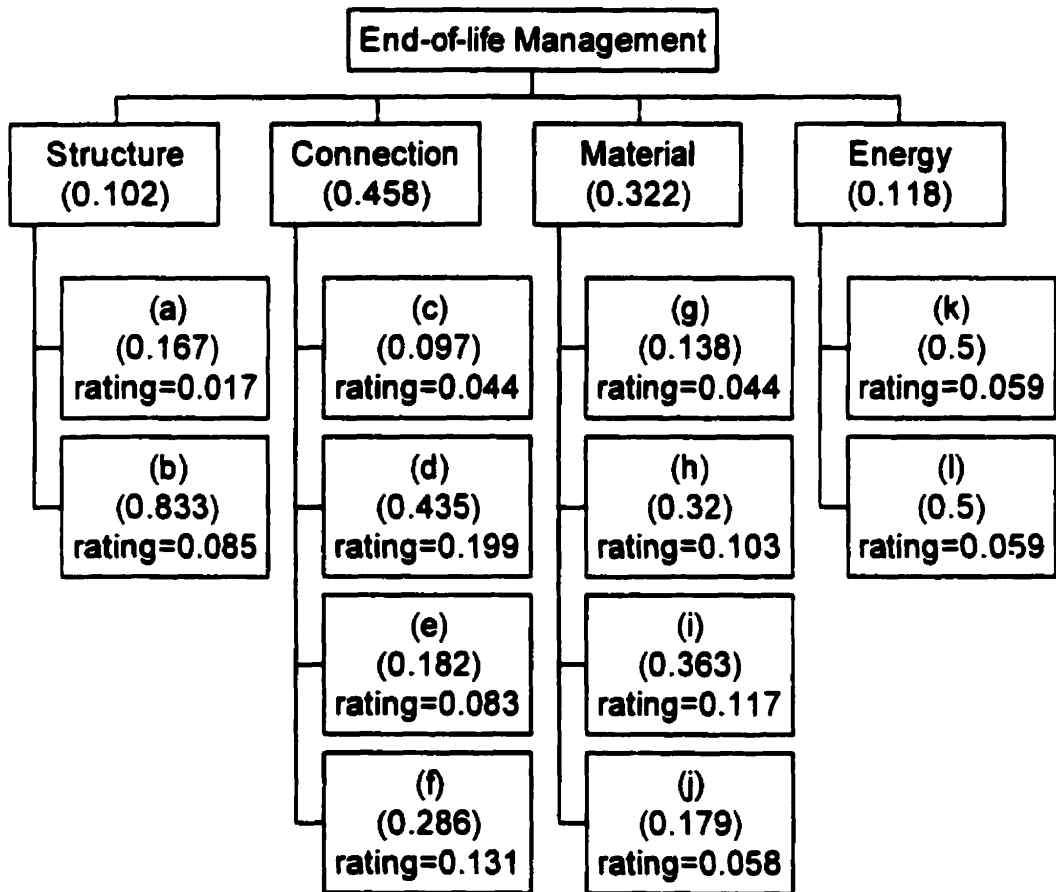 End-of-life Management
Structure
(0.102)
Connection
(0.458)
Material
(0.322)
Energy
(0.118)
(a)
(0.167)
rating=0.017
(b)
(0.833)
rating=0.085
(c)
(0.097)
rating=0.044
(d)
(0.435)
rating=0.199
(e)
(0.182)
rating=0.083
(f)
(0.286)
rating=0.131
(g)
(0.138)
rating=0.044
(h)
(0.32)
rating=0.103
(i)
(0.363)
rating=0.117
(j)
(0.179)
rating=0.058
(k)
(0.5)
rating=0.059
(l)
(0.5)
rating=0.059